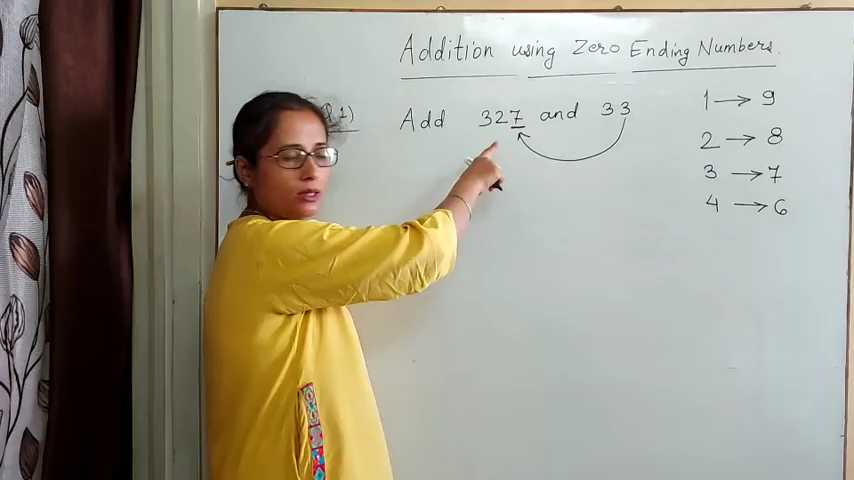 Addition using Zero Ending Numbers.
1)
Add 327 and 33
1 → 9
2 → 8
3 → 7
4 → 6